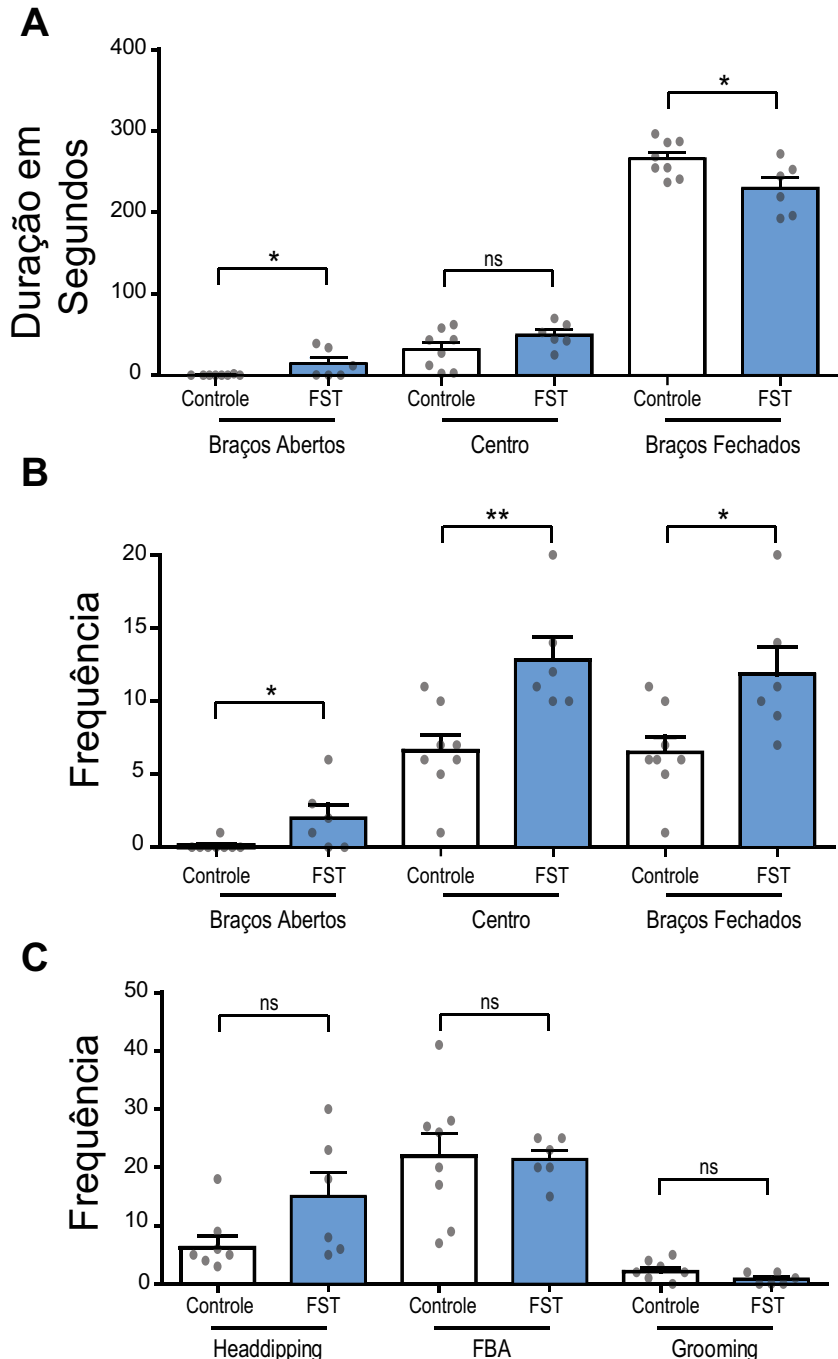 A
Duração em
Segundos
400
300
200
100
0
*
ns
*
Controle FST Controle FST Controle FST
Braços Abertos Centro Braços Fechados
B
Frequência
20
15
10
5
0
*
**
*
Controle FST Controle FST Controle FST
Braços Abertos Centro Braços Fechados
C
Frequência
50
40
30
20
10
0
ns
ns
ns
Controle FST Controle FST Controle FST
Headdipping FBA Grooming